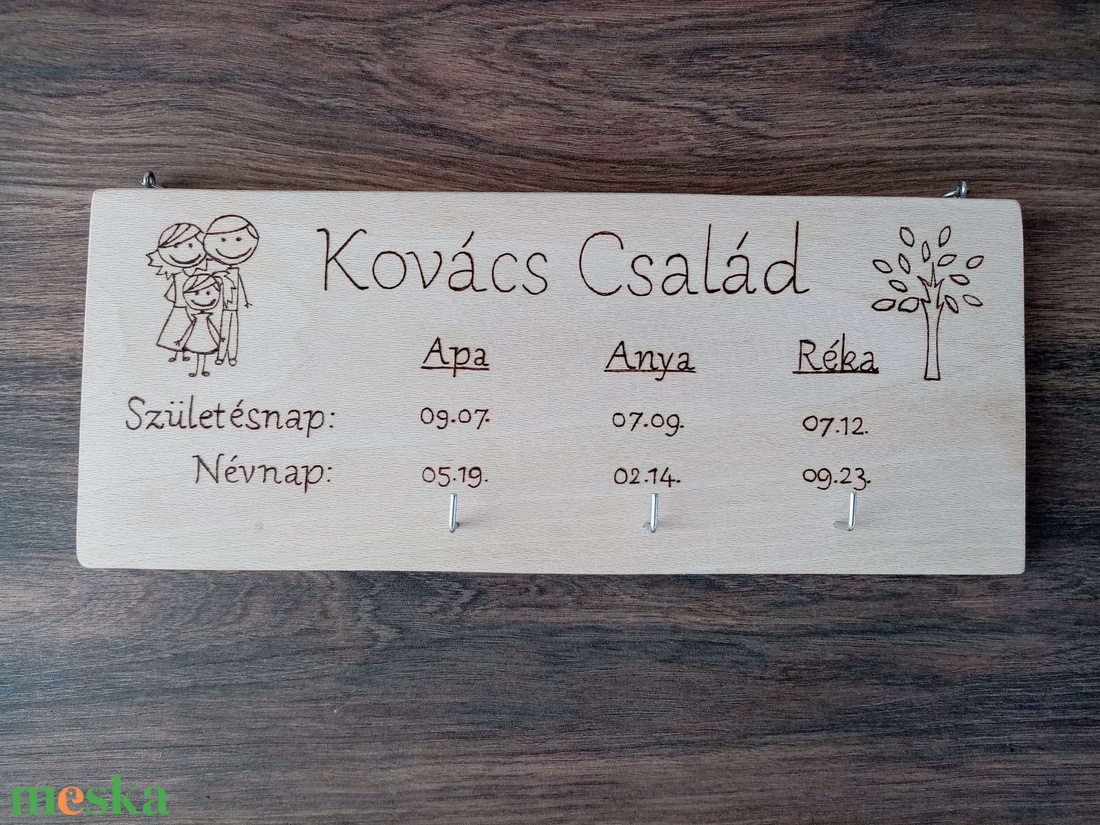 Kovács Család
Apa Anya Réka
Születésnap: 09.07. 07.09. 07.12.
Névnap: 05.19. 02.14. 09.23.
meska